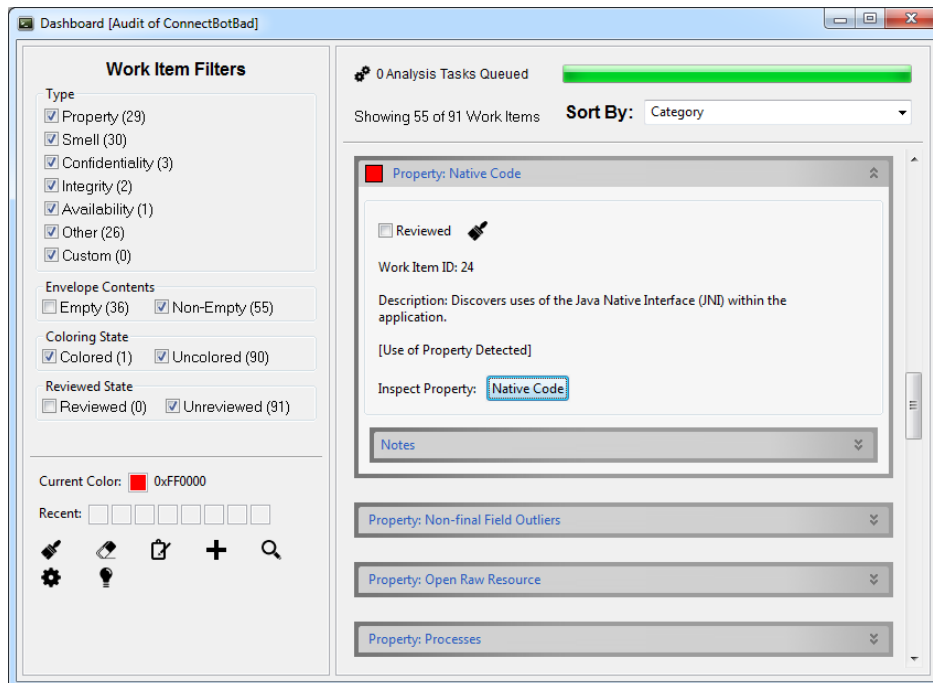 Dashboard [Audit of ConnectBotBad]
Work Item Filters
Type
Property (29)
Smell (30)
Confidentiality (3)
Integrity (2)
Availability (1)
Other (26)
Custom (0)
Envelope Contents
Empty (36) Non-Empty (55)
Coloring State
Colored (1) Uncolored (90)
Reviewed State
Reviewed (0) Unreviewed (91)
Current Color: 0xFF0000
Recent:
0 Analysis Tasks Queued
Showing 55 of 91 Work Items Sort By: Category
Property: Native Code
Reviewed
Work Item ID: 24
Description: Discovers uses of the Java Native Interface (JNI) within the
application.
[Use of Property Detected]
Inspect Property: Native Code
Notes
Property: Non-final Field Outliers
Property: Open Raw Resource
Property: Processes